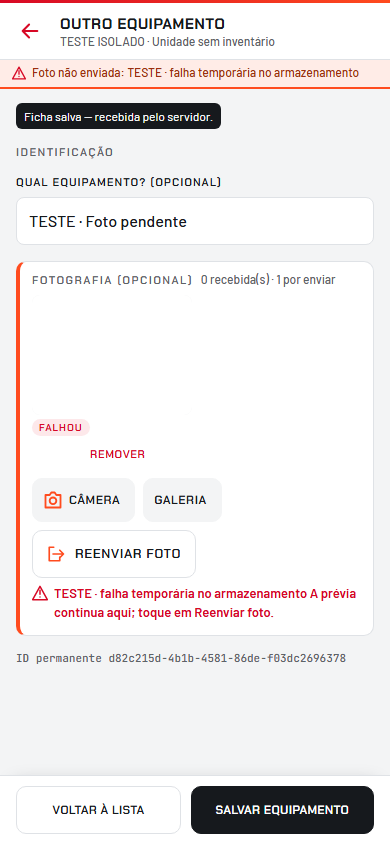 OUTRO EQUIPAMENTO
TESTE ISOLADO · Unidade sem inventário
Foto não enviada: TESTE · falha temporária no armazenamento
Ficha salva — recebida pelo servidor.
IDENTIFICAÇÃO
QUAL EQUIPAMENTO? (OPCIONAL)
TESTE · Foto pendente
FOTOGRAFIA (OPCIONAL) 0 recebida(s) · 1 por enviar
FALHOU
REMOVER
CÂMERA GALERIA
REENVIAR FOTO
TESTE · falha temporária no armazenamento A prévia
continua aqui; toque em Reenviar foto.
ID permanente d82c215d-4b1b-4581-86de-f03dc2696378
VOLTAR À LISTA SALVAR EQUIPAMENTO